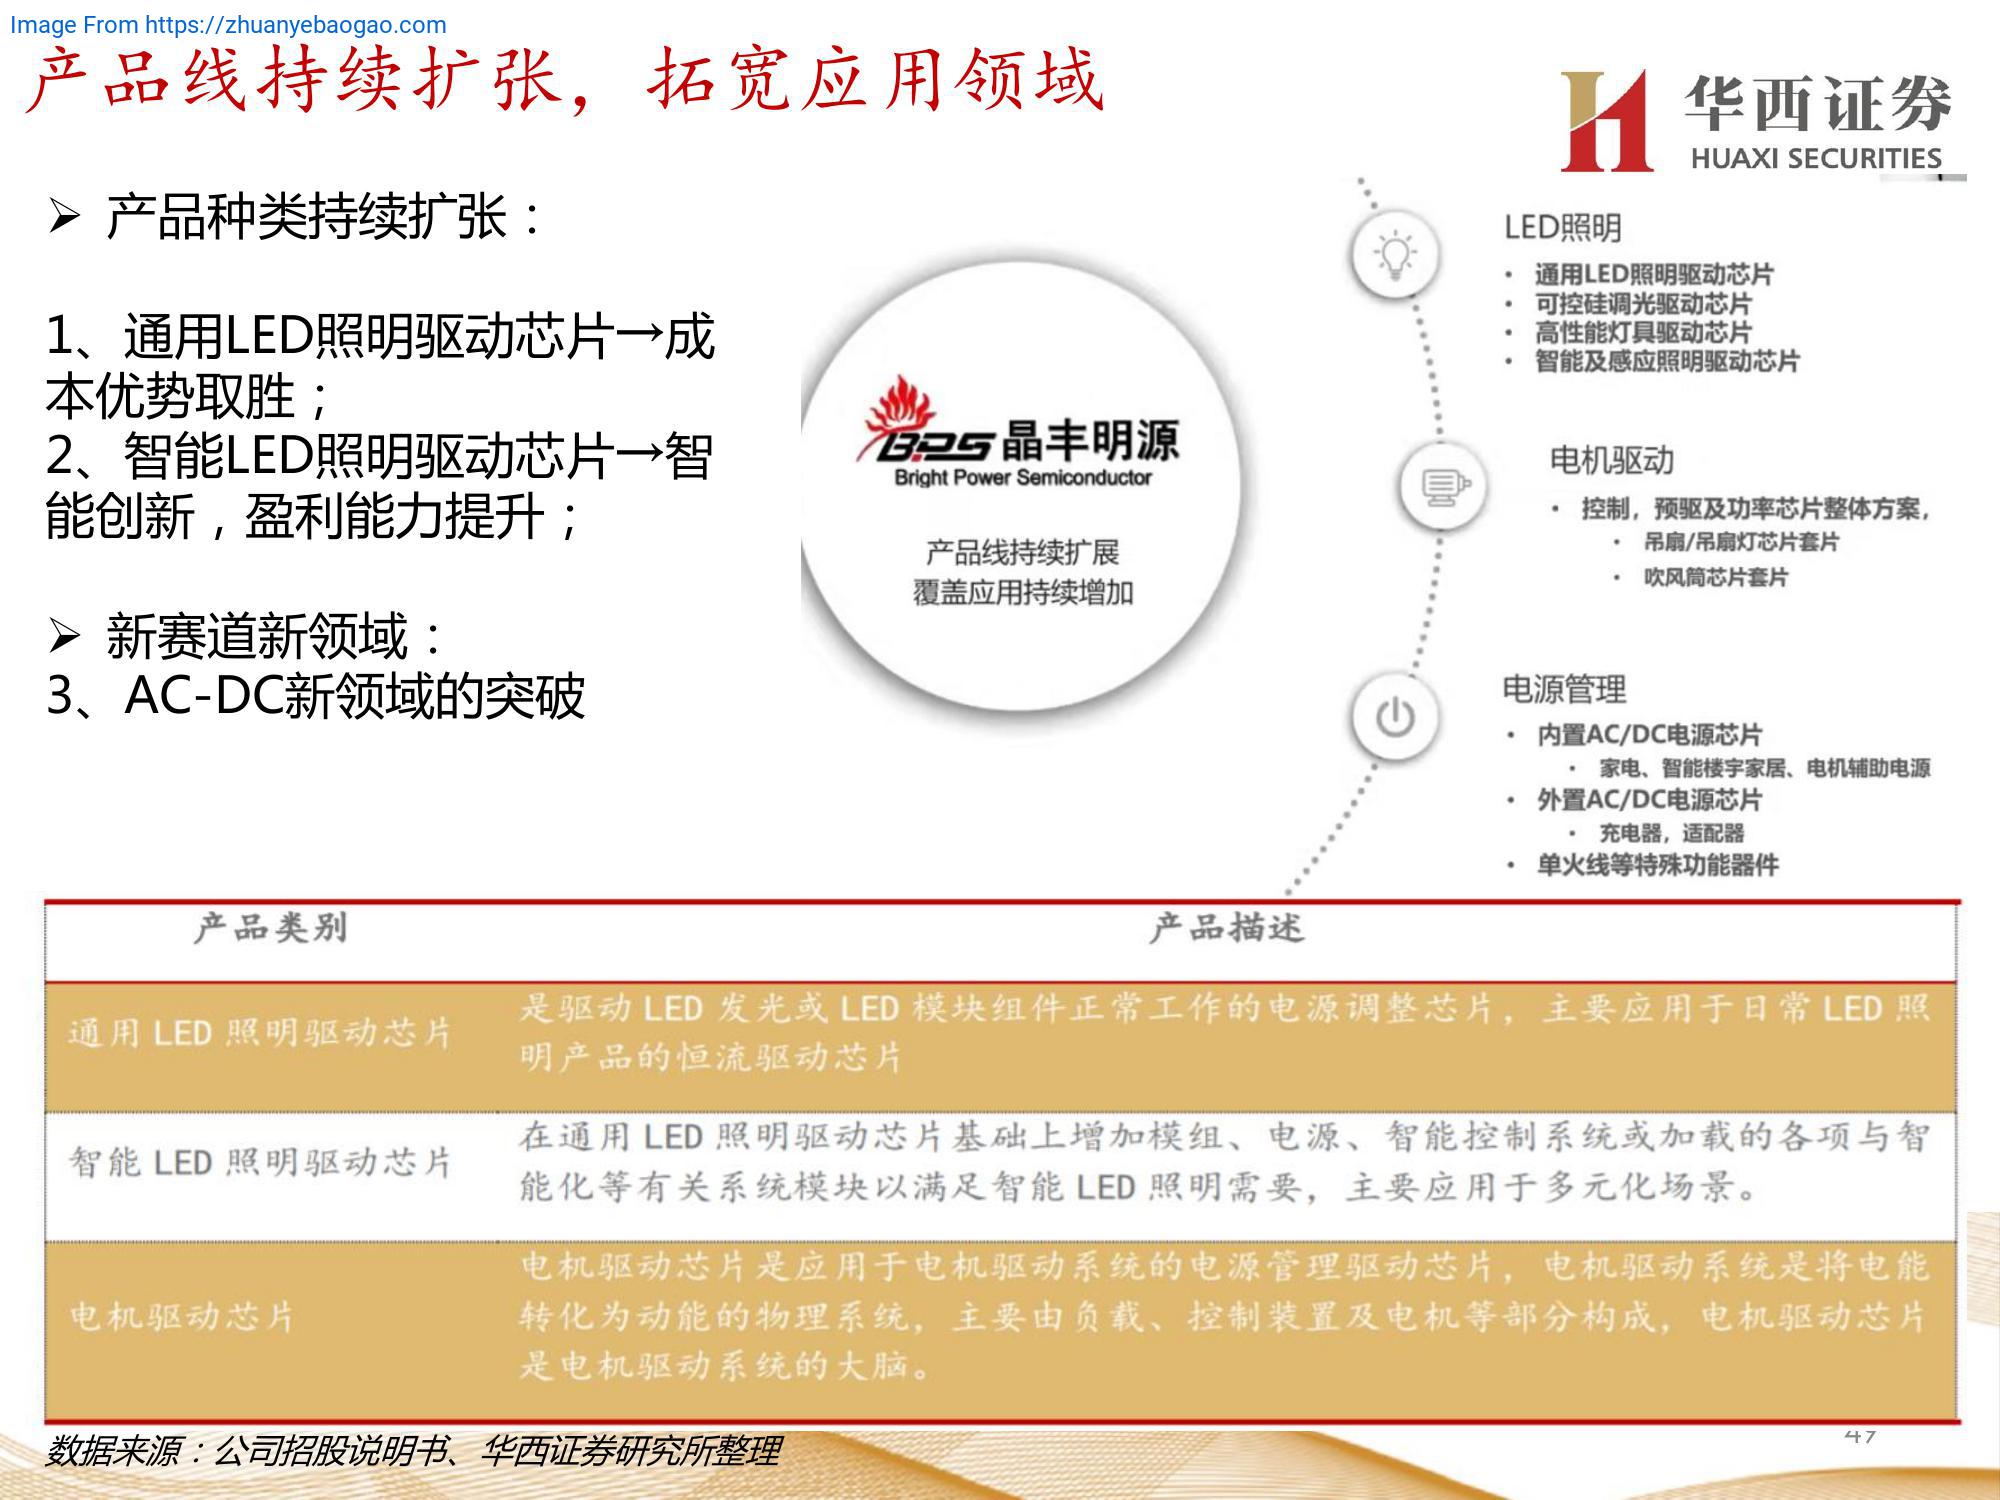 Image From https://zhuanyebaogao.com
产品线持续扩张，拓宽应用领域
华西证券
HUAXI SECURITIES
➢ 产品种类持续扩张：
1、通用LED照明驱动芯片→成
本优势取胜；
2、智能LED照明驱动芯片→智
能创新，盈利能力提升；
➢ 新赛道新领域：
3、AC-DC新领域的突破
BPS 晶丰明源
Bright Power Semiconductor
产品线持续扩展
覆盖应用持续增加
LED照明
• 通用LED照明驱动芯片
• 可控硅调光驱动芯片
• 高性能灯具驱动芯片
• 智能及感应照明驱动芯片
电机驱动
• 控制，预驱及功率芯片整体方案，
• 吊扇/吊扇灯芯片套片
• 吹风筒芯片套片
电源管理
• 内置AC/DC电源芯片
• 家电、智能楼宇家居、电机辅助电源
• 外置AC/DC电源芯片
• 充电器，适配器
• 单火线等特殊功能器件
产品类别 产品描述
通用 LED 照明驱动芯片
是驱动 LED 发光或 LED 模块组件正常工作的电源调整芯片，主要应用于日常 LED 照
明产品的恒流驱动芯片
智能 LED 照明驱动芯片
在通用 LED 照明驱动芯片基础上增加模组、电源、智能控制系统或加载的各项与智
能化等有关系统模块以满足智能 LED 照明需要，主要应用于多元化场景。
电机驱动芯片
电机驱动芯片是应用于电机驱动系统的电源管理驱动芯片，电机驱动系统是将电能
转化为动能的物理系统，主要由负载、控制装置及电机等部分构成，电机驱动芯片
是电机驱动系统的大脑。
数据来源：公司招股说明书、华西证券研究所整理